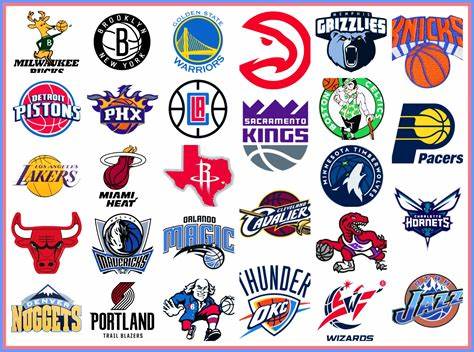 MILWAUKEE
BUCKS
BROOKLYN
B
NEW YORK
GOLDEN STATE
WARRIORS
MEMPHIS
GRIZZLIES
KNICKS
DETROIT
PISTONS
PHX
LA
SACRAMENTO
KINGS
BOSTON
CELTICS
MINNESOTA TIMBERWOLVES
Pacers
LOS ANGELES
LAKERS
MIAMI
HEAT
R
CLEVELAND
CAVALIERS
CHARLOTTE
HORNETS
MAVERICKS
ORLANDO
MAGIC
DENVER
NUGGETS
PORTLAND
TRAIL BLAZERS
THUNDER
OKC
WIZARDS
JAZZ